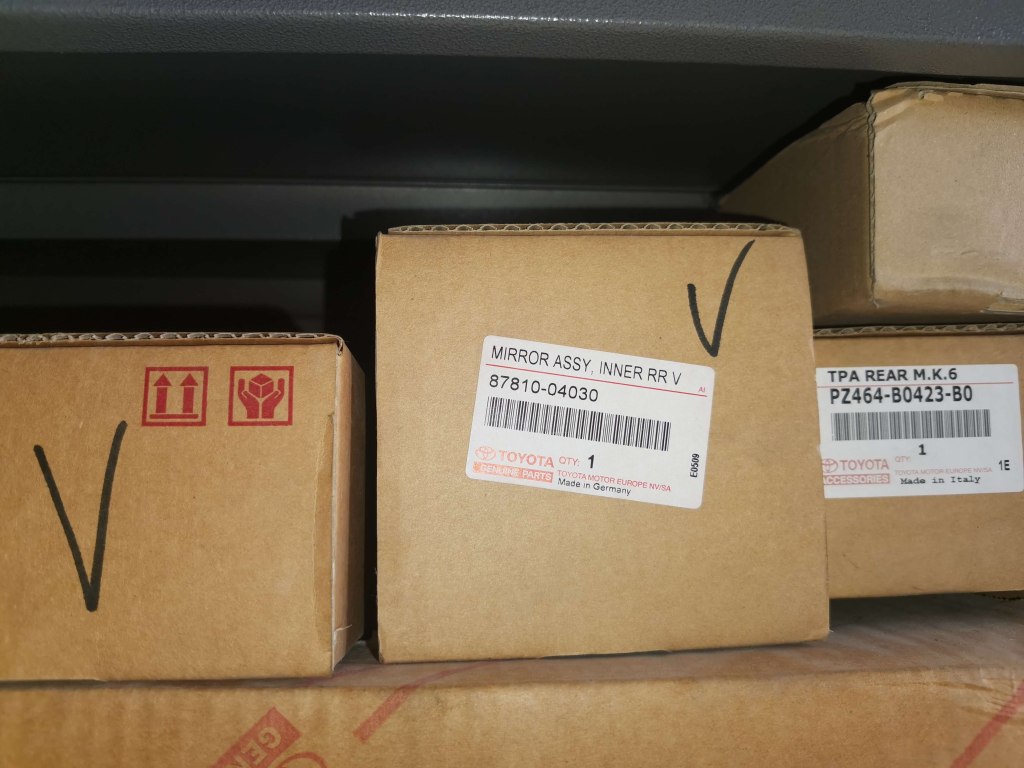 V
V
MIRROR ASSY, INNER RR V
AI
87810-04030
TOYOTA QTY: 1
GENUINE PARTS
TOYOTA MOTOR EUROPE NV/SA
Made in Germany
E0509
TPA REAR M.K.6
PZ464-B0423-B0
QTY: 1
TOYOTA
ACCESSORIES
TOYOTA MOTOR EUROPE NV/SA
Made in Italy
1E
GEN